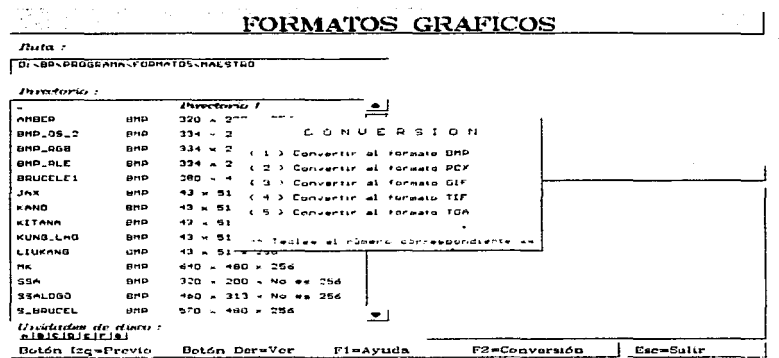 FORMATOS GRAFICOS
Ruta :
D:\BP\PROGRAMA\FORMATOS\MAESTRO
Directorio :
Directorio /
AMBER BMP 320 x
BMP_OS_2 BMP 334 x 2
BMP_RGB BMP 334 x 2
BMP_RLE BMP 334 x 2
BRUCELE1 BMP 380 x 4
JAX BMP 43 x 51
KANO BMP 43 x 51
KITANA BMP 43 x 51
KUNG_LAO BMP 43 x 51
LIUKANG BMP 43 x 51 x 256
MK BMP 640 x 480 x 256
SSA BMP 320 x 200 x No es 256
SSALOGO BMP 460 x 313 x No es 256
S_BRUCEL BMP 570 x 480 x 256
C O N V E R S I O N
( 1 ) Convertir al formato BMP
( 2 ) Convertir al formato PCX
( 3 ) Convertir al formato GIF
( 4 ) Convertir al formato TIF
( 5 ) Convertir al formato TGA
Teclee el número correspondiente
Unidades de disco :
A B C D E F G
Botón Izq=Previo Botón Der=Ver F1=Ayuda F2=Conversión Esc=Salir